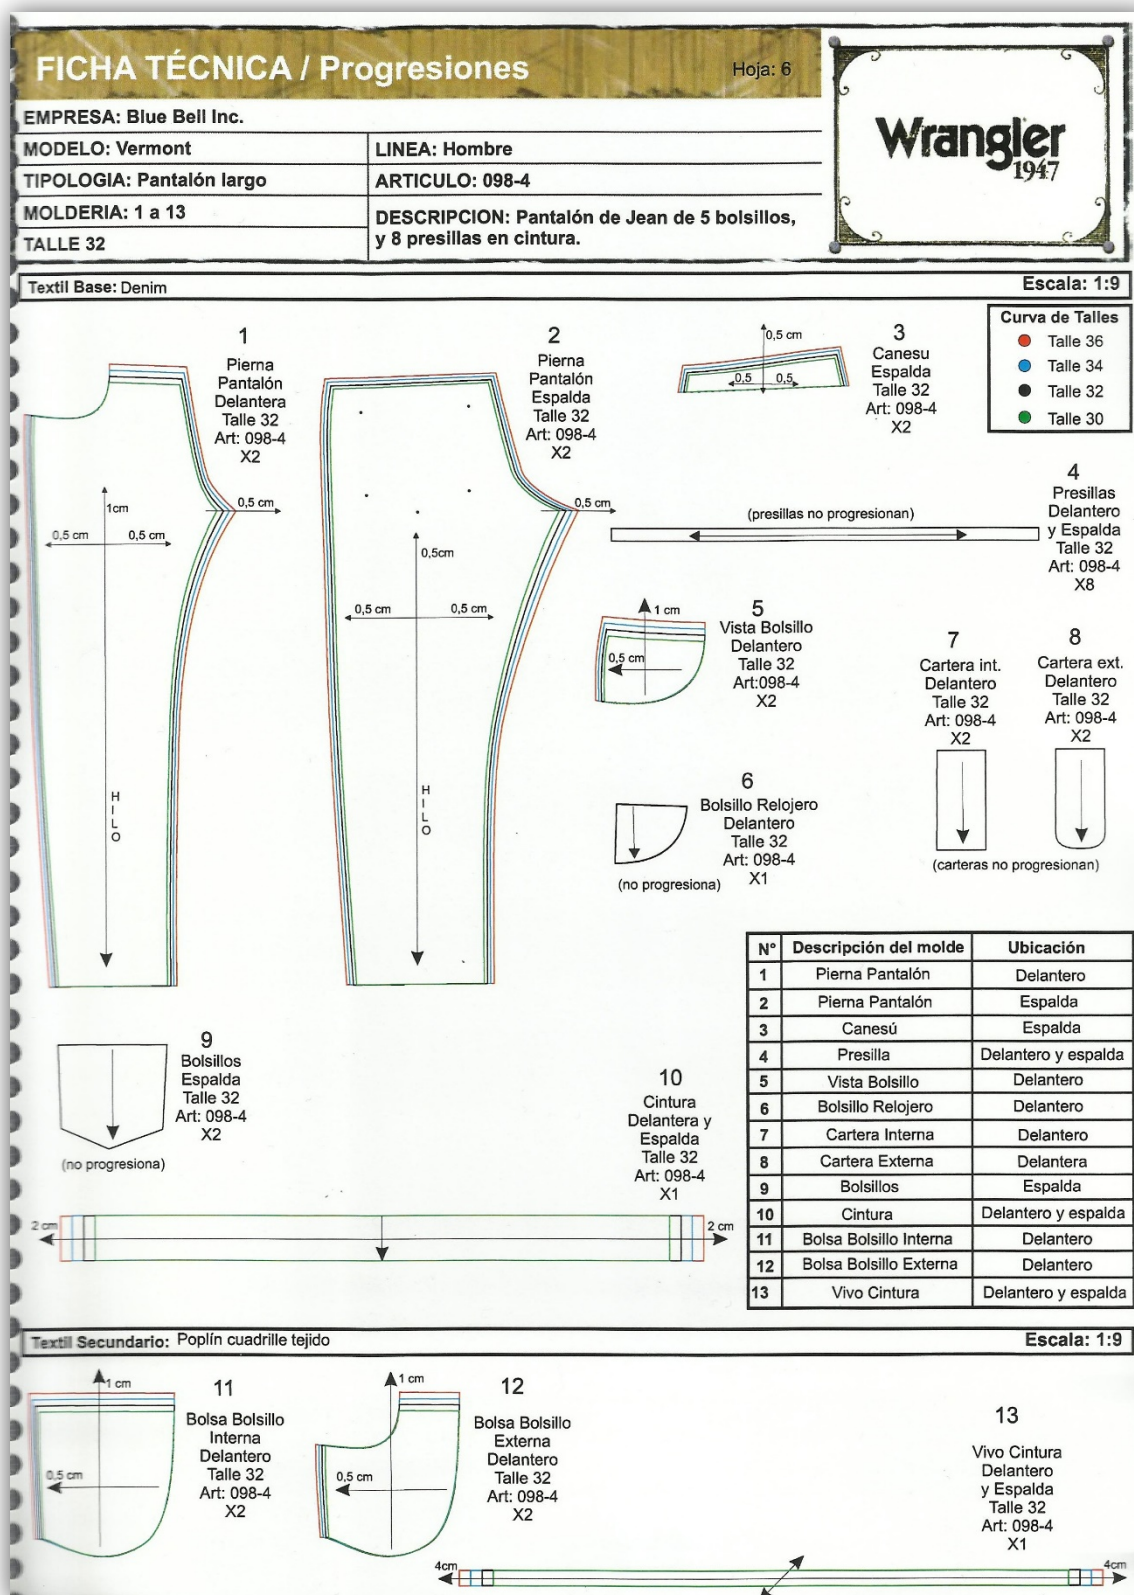 FICHA TÉCNICA / Progresiones
Hoja: 6
EMPRESA: Blue Bell Inc.
MODELO: Vermont
LINEA: Hombre
TIPOLOGIA: Pantalón largo
ARTICULO: 098-4
MOLDERIA: 1 a 13
DESCRIPCION: Pantalón de Jean de 5 bolsillos,
y 8 presillas en cintura.
TALLE 32
Wrangler
1947
Textil Base: Denim
Escala: 1:9
Curva de Talles
Talle 36
Talle 34
Talle 32
Talle 30
1
Pierna
Pantalón
Delantera
Talle 32
Art: 098-4
X2
1cm
0,5 cm
0,5 cm
0,5 cm
HILO
2
Pierna
Pantalón
Espalda
Talle 32
Art: 098-4
X2
0,5 cm
0,5cm
0,5 cm
0,5 cm
HILO
3
Canesu
Espalda
Talle 32
Art: 098-4
X2
0,5 cm
0,5
0,5
4
Presillas
Delantero
y Espalda
Talle 32
Art: 098-4
X8
(presillas no progresionan)
5
Vista Bolsillo
Delantero
Talle 32
Art:098-4
X2
1 cm
0,5 cm
6
Bolsillo Relojero
Delantero
Talle 32
Art: 098-4
X1
(no progresiona)
7
Cartera int.
Delantero
Talle 32
Art: 098-4
X2
8
Cartera ext.
Delantero
Talle 32
Art: 098-4
X2
(carteras no progresionan)
N° Descripción del molde Ubicación
1 Pierna Pantalón Delantero
2 Pierna Pantalón Espalda
3 Canesú Espalda
4 Presilla Delantero y espalda
5 Vista Bolsillo Delantero
6 Bolsillo Relojero Delantero
7 Cartera Interna Delantero
8 Cartera Externa Delantera
9 Bolsillos Espalda
10 Cintura Delantero y espalda
11 Bolsa Bolsillo Interna Delantero
12 Bolsa Bolsillo Externa Delantero
13 Vivo Cintura Delantero y espalda
9
Bolsillos
Espalda
Talle 32
Art: 098-4
X2
(no progresiona)
10
Cintura
Delantera y
Espalda
Talle 32
Art: 098-4
X1
2 cm
2 cm
Textil Secundario: Poplín cuadrille tejido
Escala: 1:9
11
Bolsa Bolsillo
Interna
Delantero
Talle 32
Art: 098-4
X2
1 cm
0,5 cm
12
Bolsa Bolsillo
Externa
Delantero
Talle 32
Art: 098-4
X2
1 cm
0,5 cm
13
Vivo Cintura
Delantero
y Espalda
Talle 32
Art: 098-4
X1
4cm
4cm